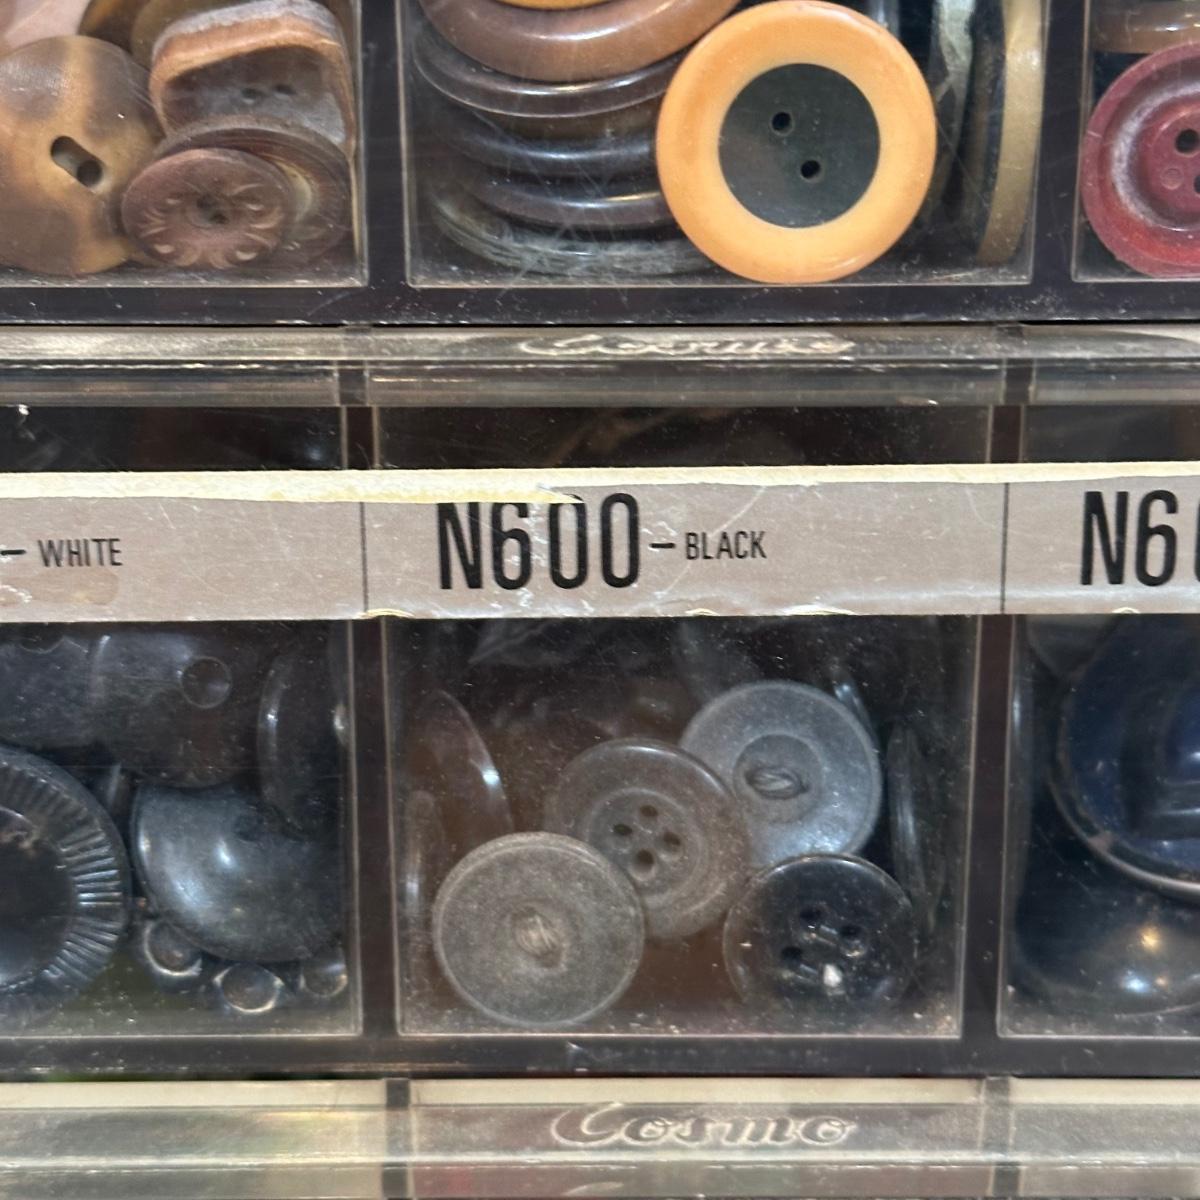 Cosmo
– WHITE
N600 – BLACK
N6
Cosmo